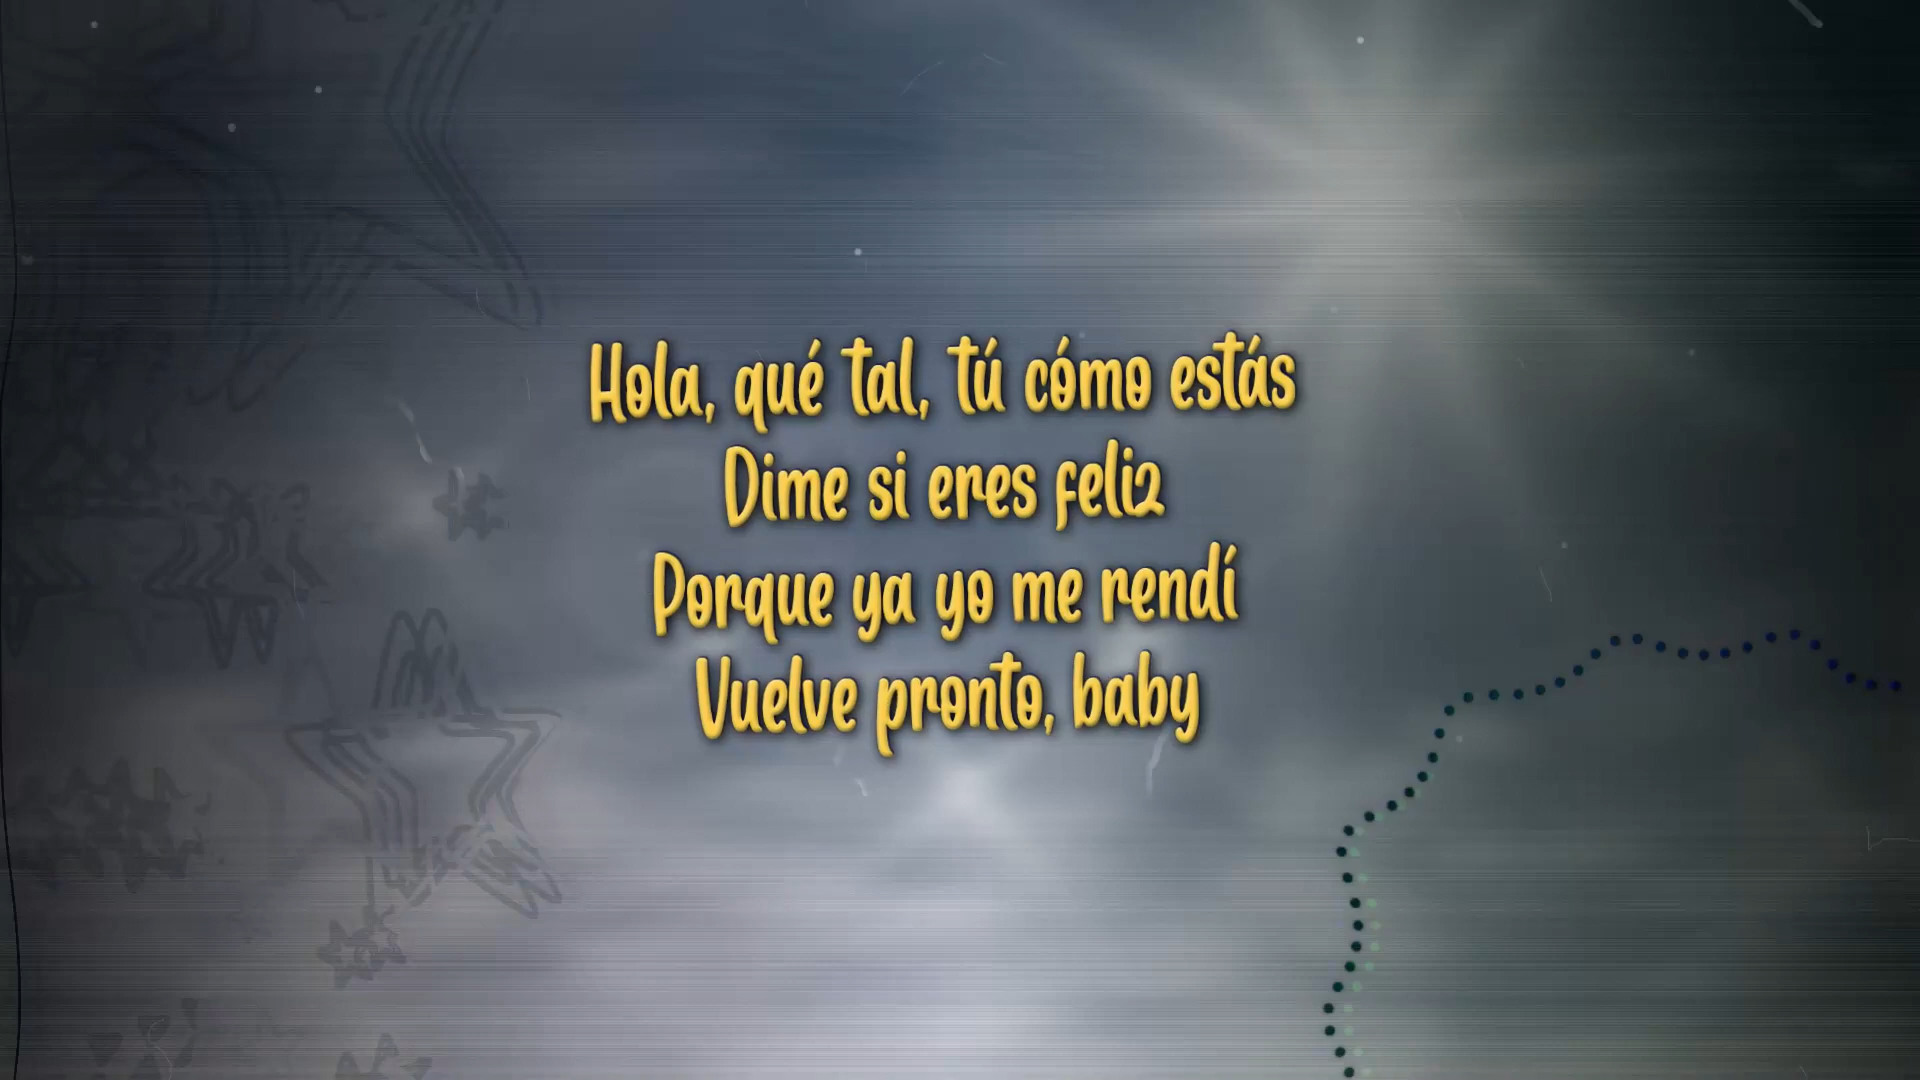 Hola, qué tal, tú cómo estás
Dime si eres feliz
Porque ya yo me rendí
Vuelve pronto, baby